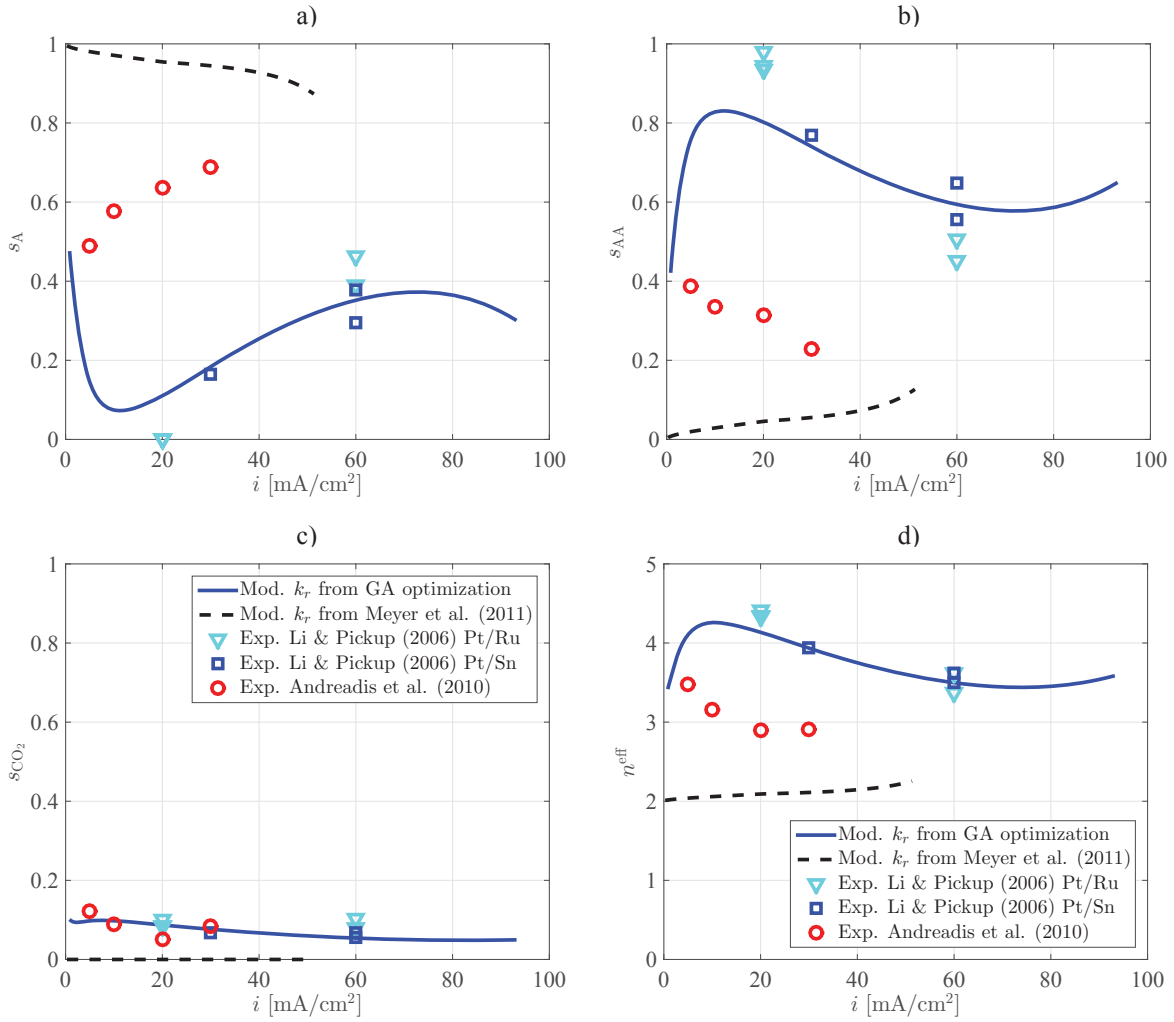 a)
1
0.8
0.6
0.4
0.2
0
s_A
0 20 40 60 80 100
i [mA/cm²]
b)
1
0.8
0.6
0.4
0.2
0
s_AA
0 20 40 60 80 100
i [mA/cm²]
c)
1
0.8
0.6
0.4
0.2
0
s_CO₂
Mod. k_r from GA optimization
Mod. k_r from Meyer et al. (2011)
Exp. Li & Pickup (2006) Pt/Ru
Exp. Li & Pickup (2006) Pt/Sn
Exp. Andreadis et al. (2010)
0 20 40 60 80 100
i [mA/cm²]
d)
5
4
3
2
1
0
n^eff
Mod. k_r from GA optimization
Mod. k_r from Meyer et al. (2011)
Exp. Li & Pickup (2006) Pt/Ru
Exp. Li & Pickup (2006) Pt/Sn
Exp. Andreadis et al. (2010)
0 20 40 60 80 100
i [mA/cm²]